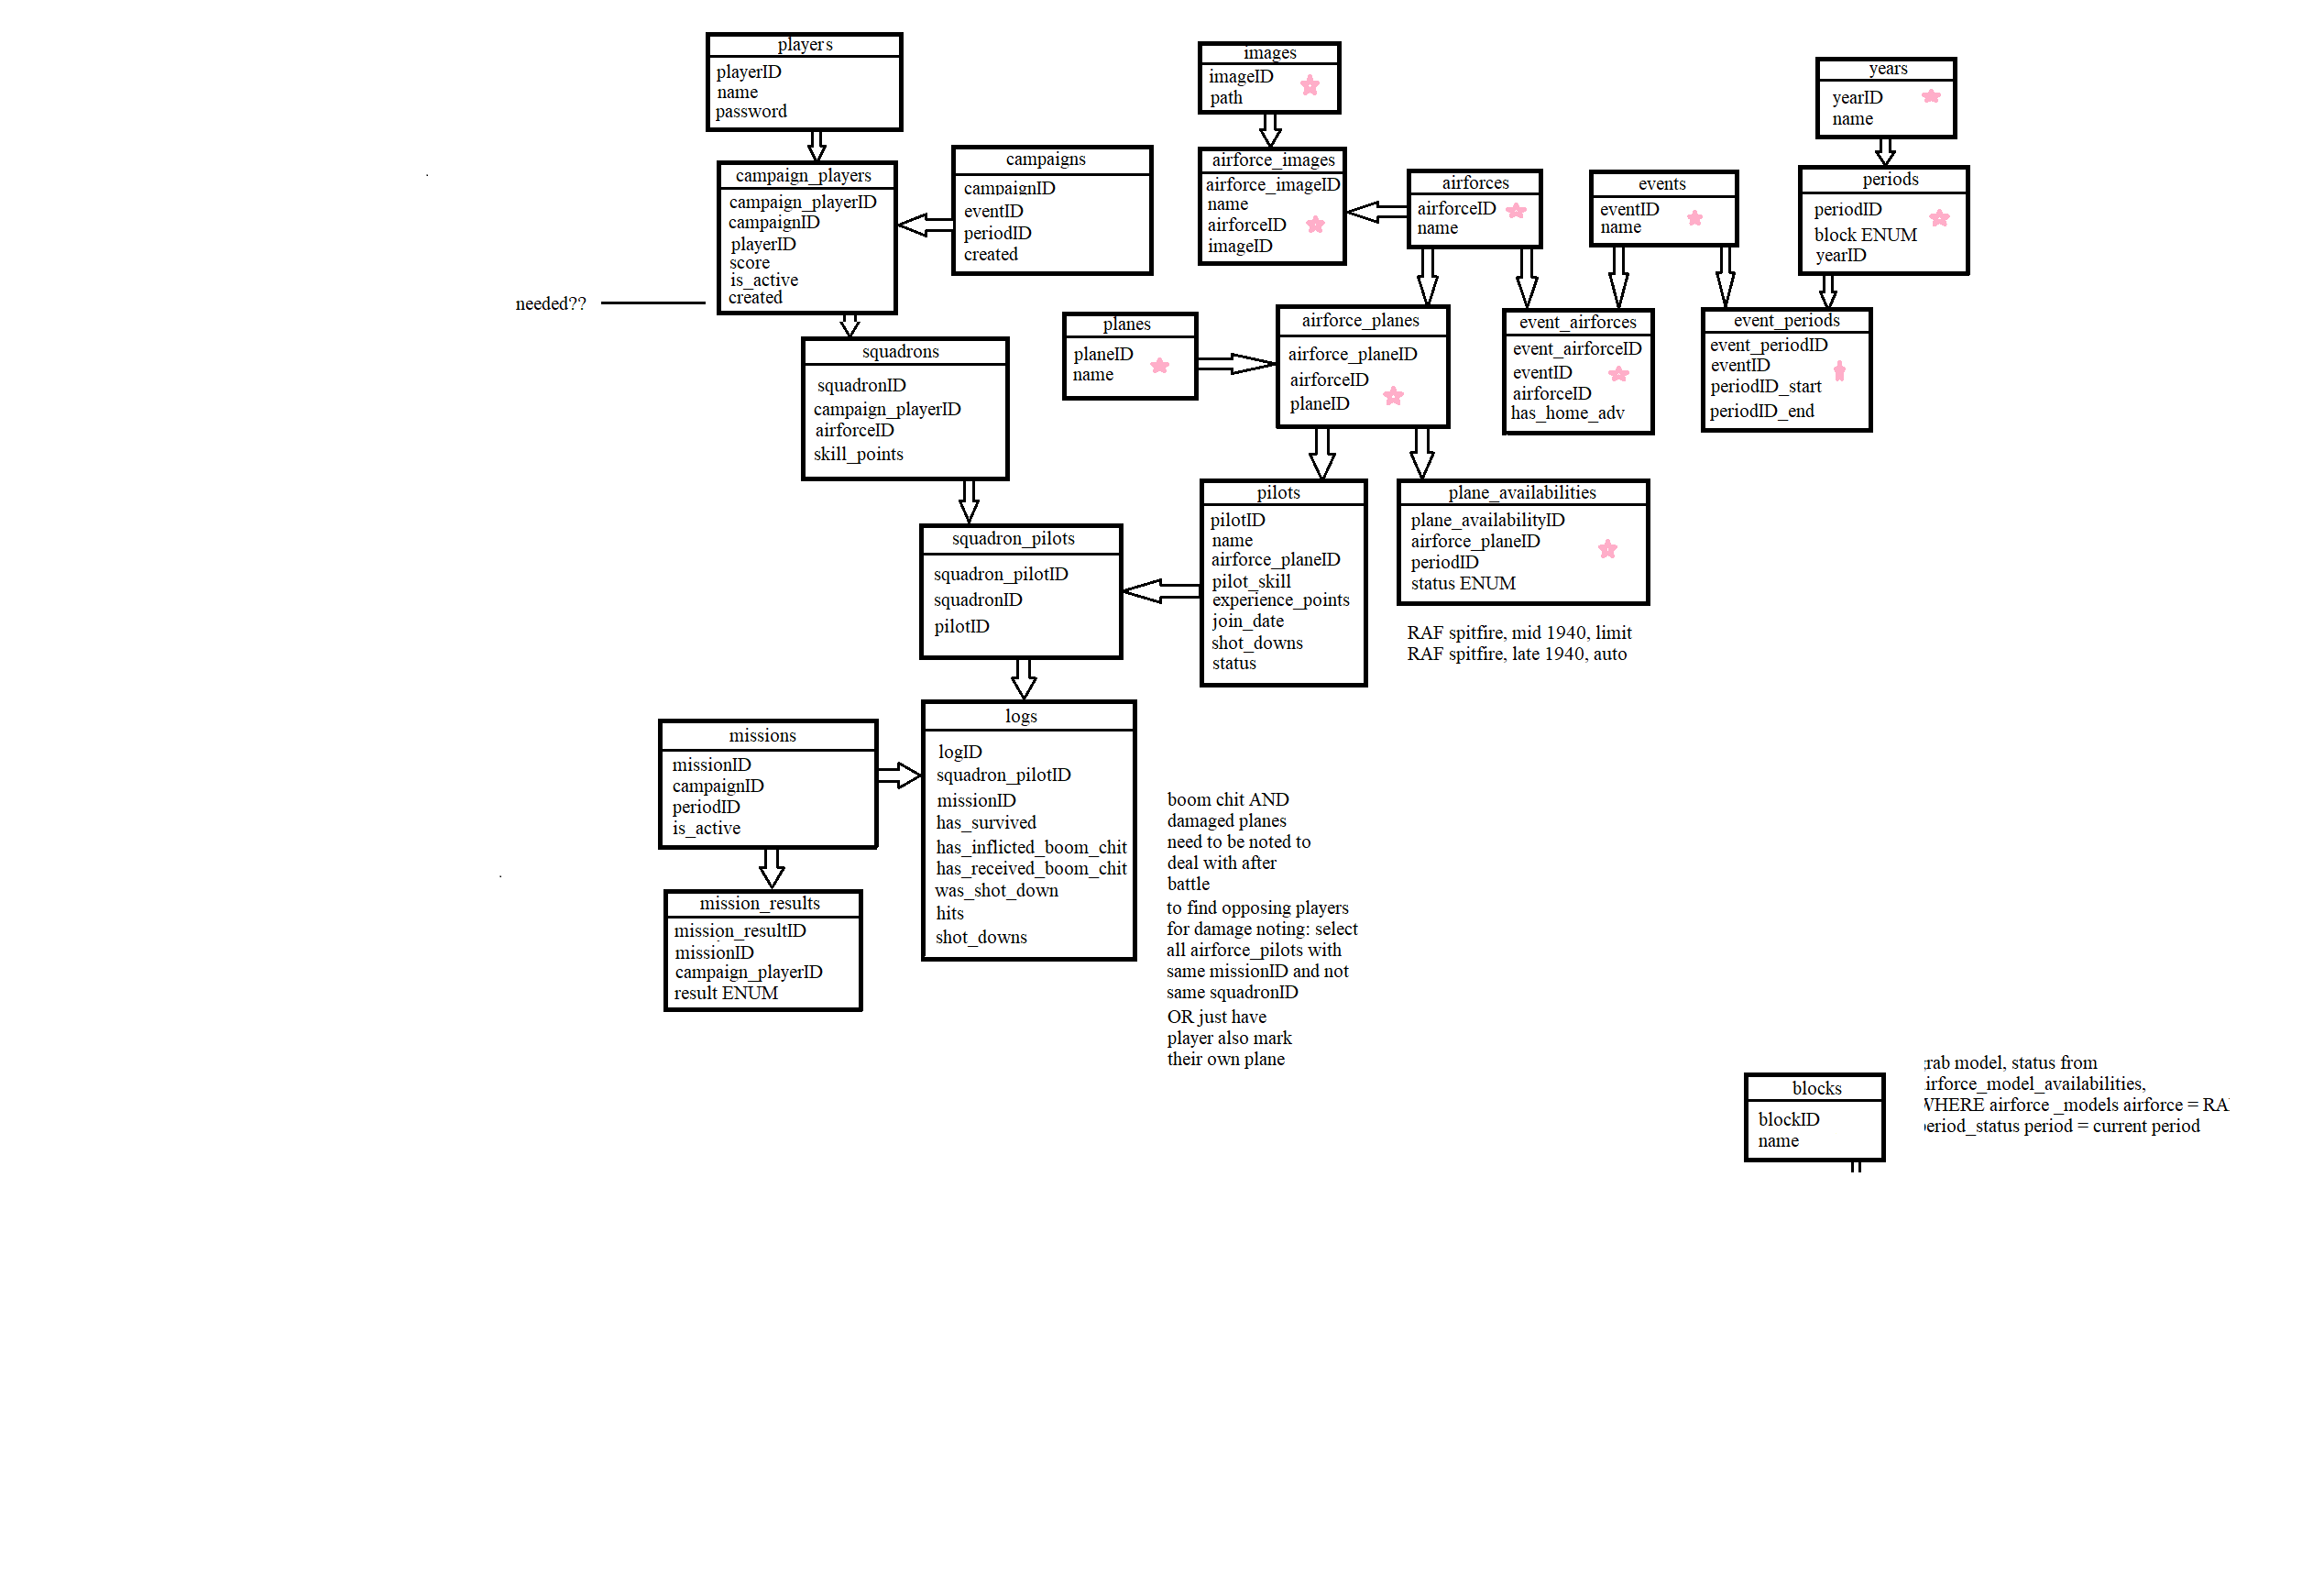 players
playerID
name
password
images
imageID
path
years
yearID
name
campaign_players
campaign_playerID
campaignID
playerID
score
is_active
created
needed??
campaigns
campaignID
eventID
periodID
created
airforce_images
airforce_imageID
name
airforceID
imageID
airforces
airforceID
name
events
eventID
name
periods
periodID
block ENUM
yearID
squadrons
squadronID
campaign_playerID
airforceID
skill_points
planes
planeID
name
airforce_planes
airforce_planeID
airforceID
planeID
event_airforces
event_airforceID
eventID
airforceID
has_home_adv
event_periods
event_periodID
eventID
periodID_start
periodID_end
squadron_pilots
squadron_pilotID
squadronID
pilotID
pilots
pilotID
name
airforce_planeID
pilot_skill
experience_points
join_date
shot_downs
status
plane_availabilities
plane_availabilityID
airforce_planeID
periodID
status ENUM
RAF spitfire, mid 1940, limit
RAF spitfire, late 1940, auto
missions
missionID
campaignID
periodID
is_active
logs
logID
squadron_pilotID
missionID
has_survived
has_inflicted_boom_chit
has_received_boom_chit
was_shot_down
hits
shot_downs
mission_results
mission_resultID
missionID
campaign_playerID
result ENUM
boom chit AND
damaged planes
need to be noted to
deal with after
battle
to find opposing players
for damage noting: select
all airforce_pilots with
same missionID and not
same squadronID
OR just have
player also mark
their own plane
blocks
blockID
name
model, status from
WHERE airforce _models airforce =
period_status period = current period